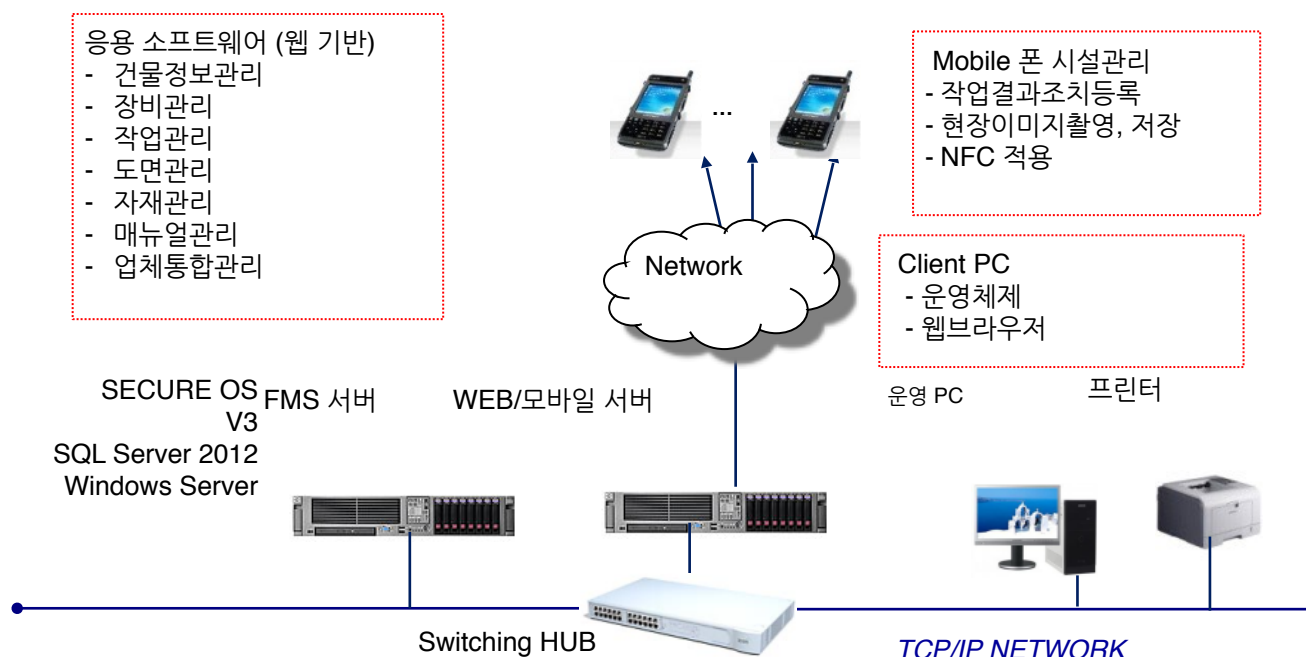 응용 소프트웨어 (웹 기반)
- 건물정보관리
- 장비관리
- 작업관리
- 도면관리
- 자재관리
- 매뉴얼관리
- 업체통합관리
...
Mobile 폰 시설관리
- 작업결과조치등록
- 현장이미지촬영, 저장
- NFC 적용
Network
Client PC
- 운영체제
- 웹브라우저
SECURE OS
V3
SQL Server 2012
Windows Server
FMS 서버
WEB/모바일 서버
운영 PC
프린터
Switching HUB
TCP/IP NETWORK